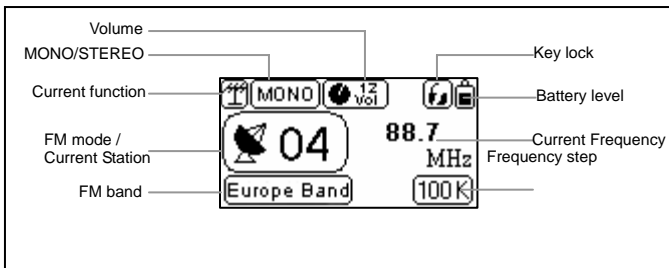 Volume
MONO/STEREO
Key lock
Current function
MONO
12
Vol
Battery level
FM mode /
Current Station
04
88.7
MHz
Current Frequency
Frequency step
FM band
Europe Band
100K